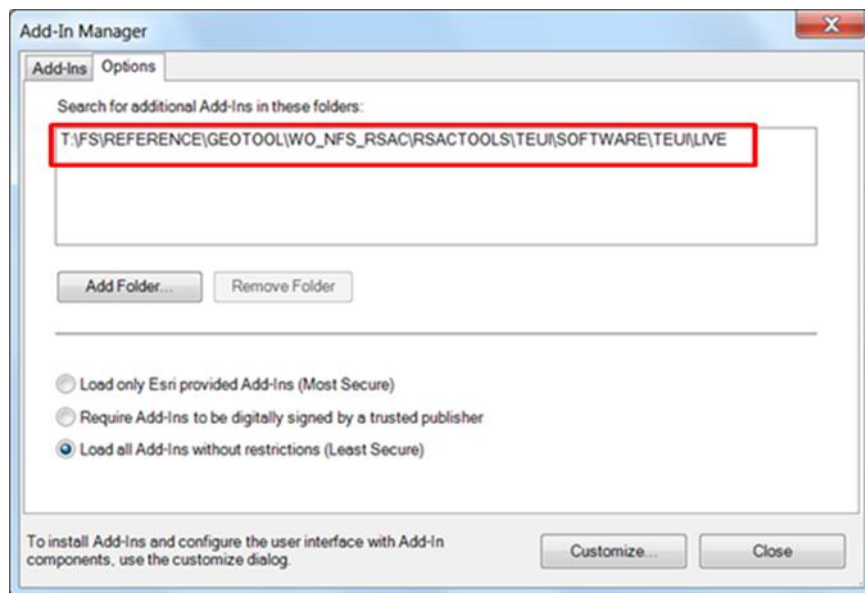 Add-In Manager
Add-Ins Options
Search for additional Add-Ins in these folders:
T:\FS\REFERENCE\GEOTOOL\WO_NFS_RSAC\RSACTOOLS\TEUI\SOFTWARE\TEUI\LIVE
Add Folder... Remove Folder
Load only Esri provided Add-Ins (Most Secure)
Require Add-Ins to be digitally signed by a trusted publisher
Load all Add-Ins without restrictions (Least Secure)
To install Add-Ins and configure the user interface with Add-In
components, use the customize dialog.
Customize... Close